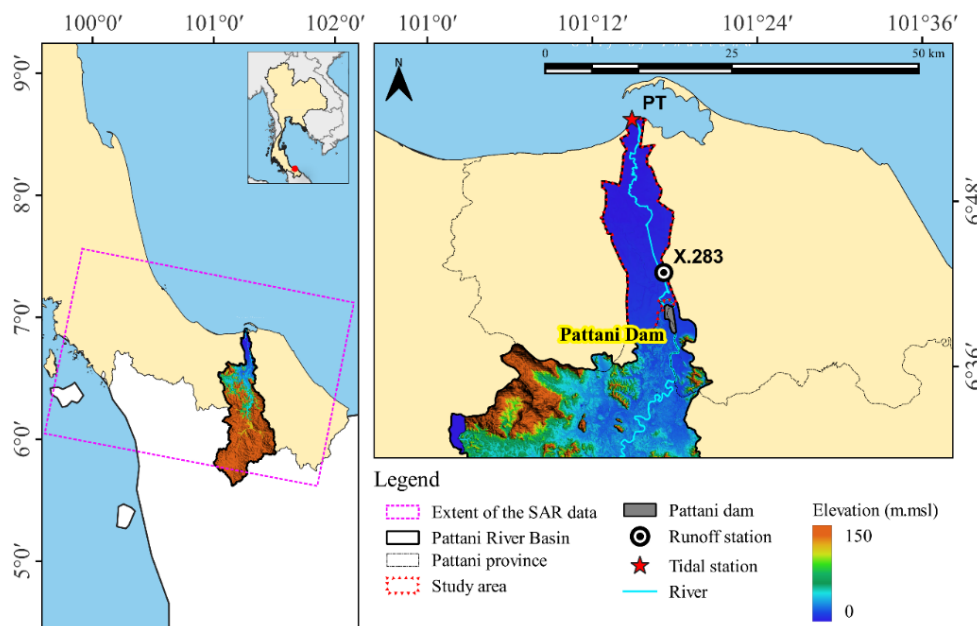 100°0′ 101°0′ 102°0′
101°0′ 101°12′ 101°24′ 101°36′
9°0′
8°0′
7°0′
6°0′
5°0′
N
0 25 50 km
PT
6°48′
X.283
Pattani Dam
6°36′
Legend
Extent of the SAR data
Pattani River Basin
Pattani province
Study area
Pattani dam
Runoff station
Tidal station
River
Elevation (m.msl)
150
0